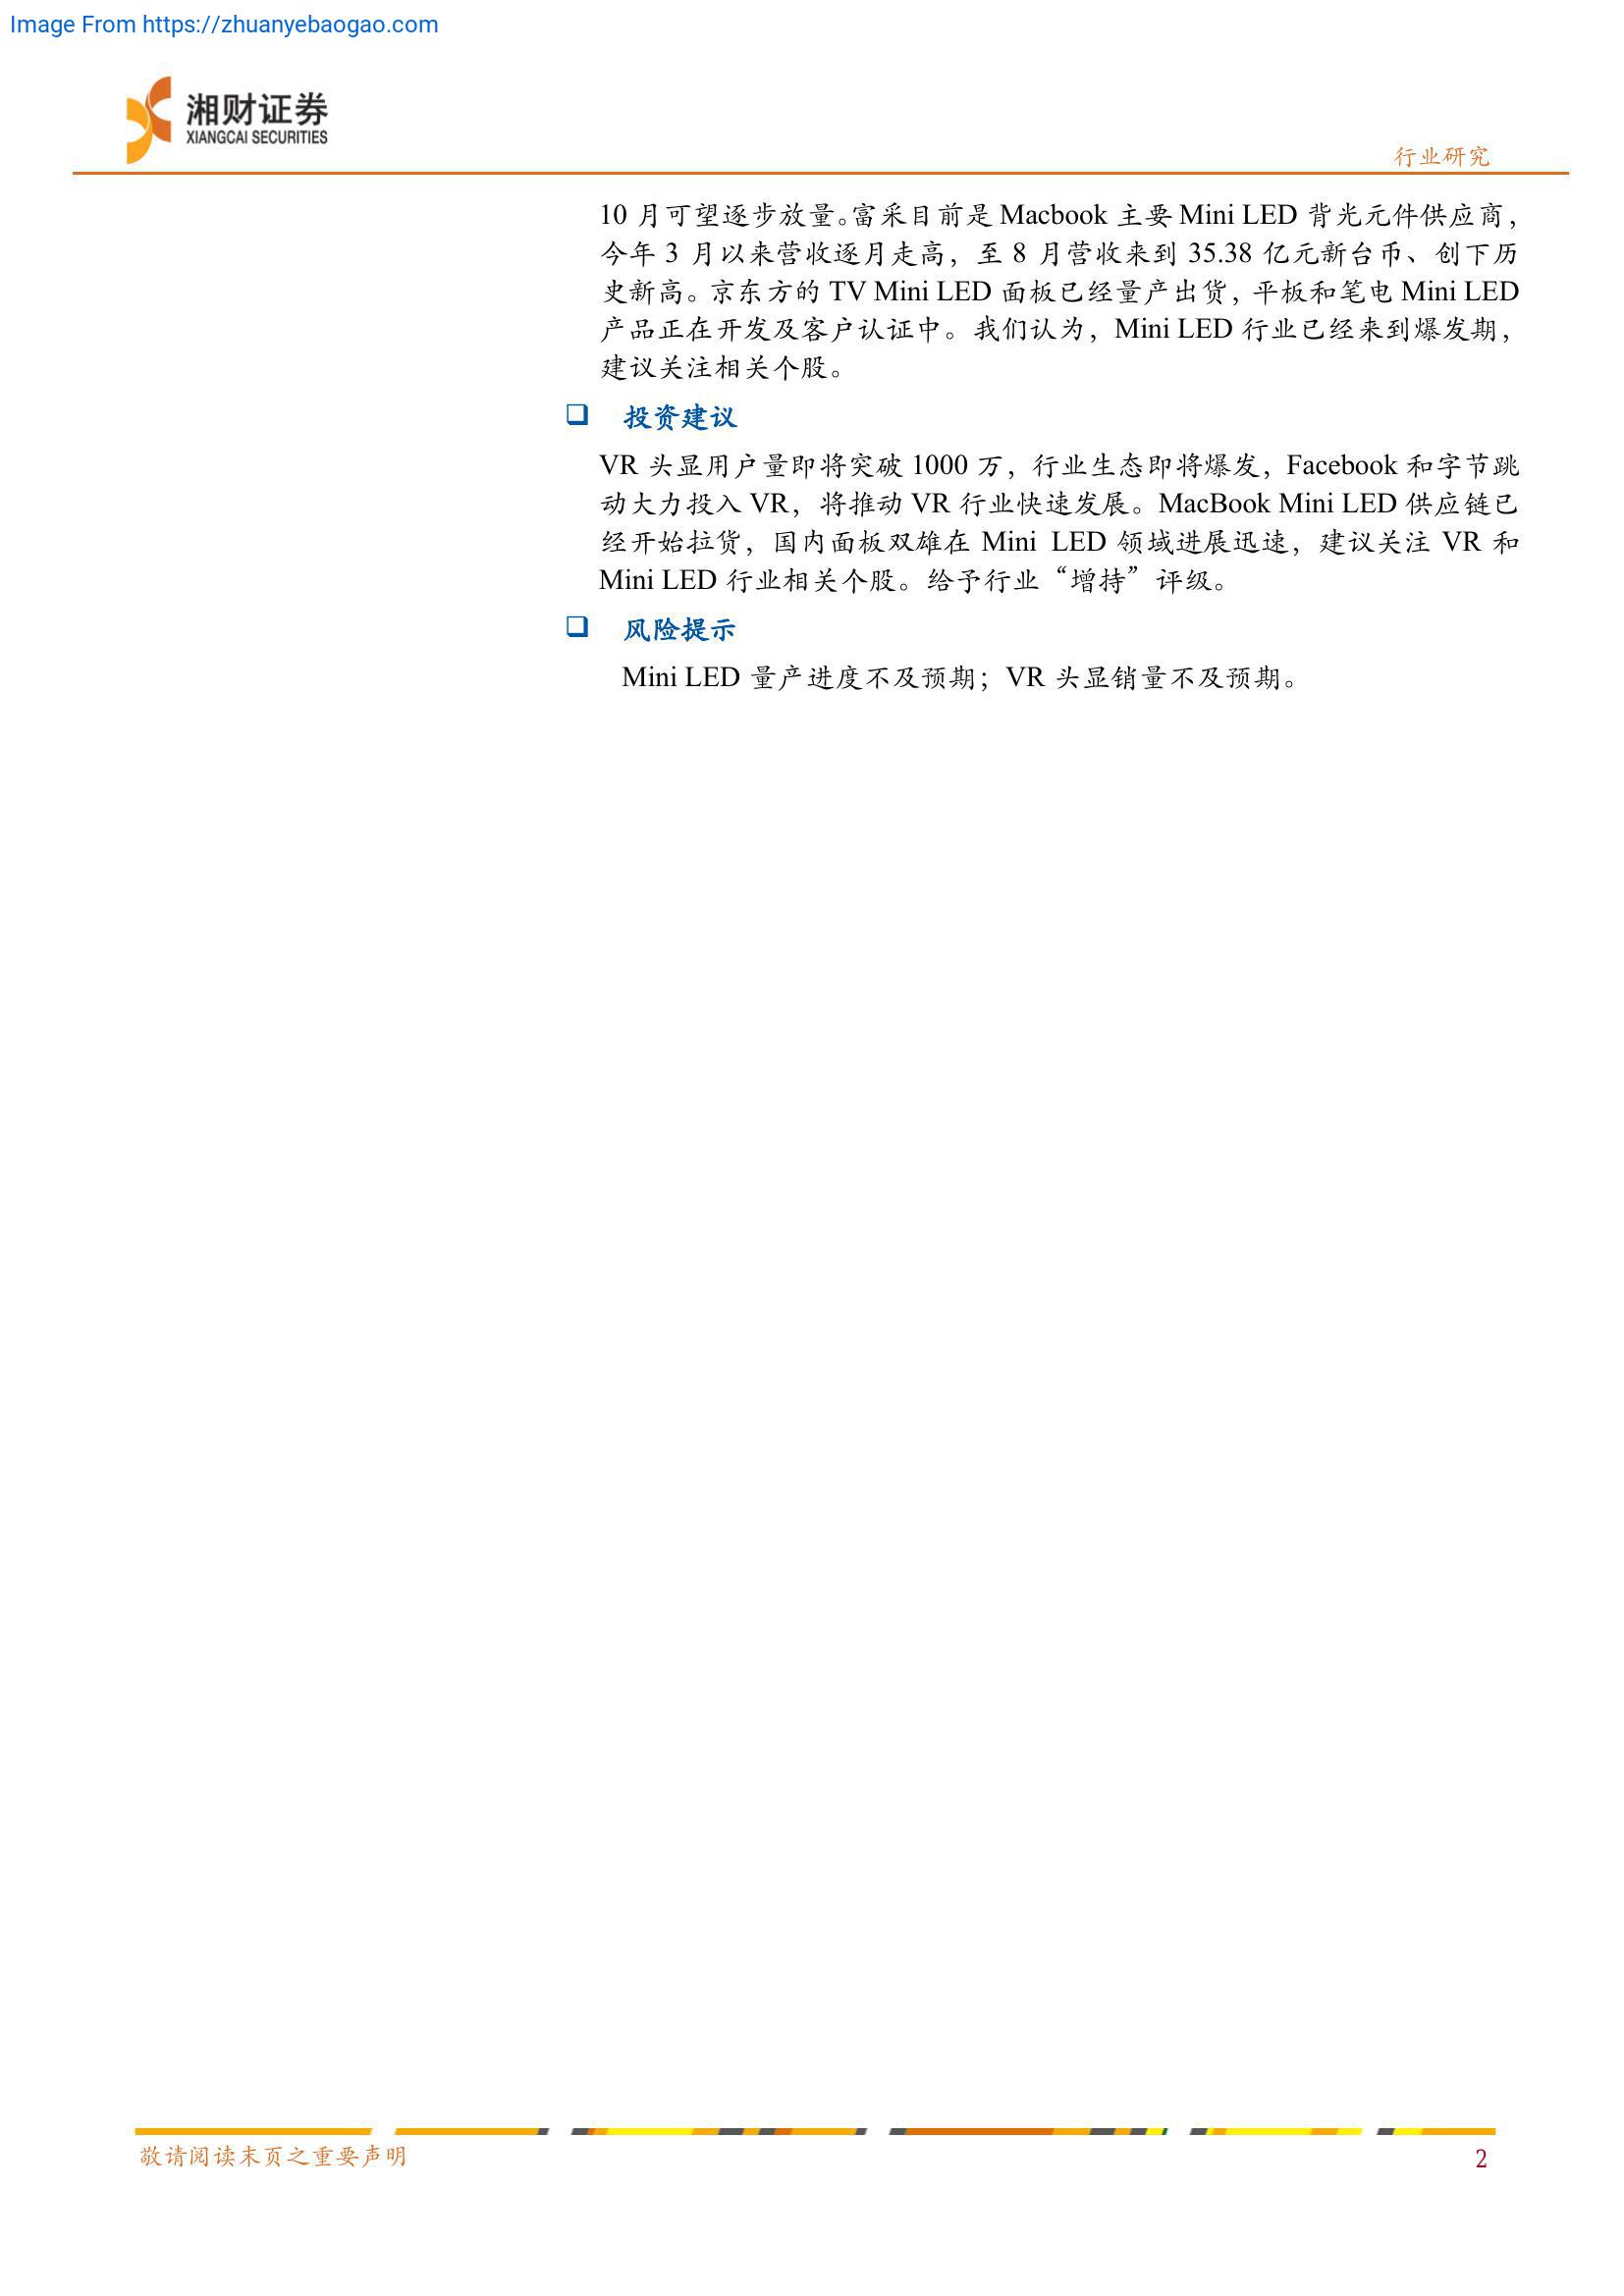 Image From https://zhuanyebaogao.com
湘财证券
XIANGCAI SECURITIES
行业研究
10 月可望逐步放量。富采目前是 Macbook 主要 Mini LED 背光元件供应商，
今年 3 月以来营收逐月走高，至 8 月营收来到 35.38 亿元新台币、创下历
史新高。京东方的 TV Mini LED 面板已经量产出货，平板和笔电 Mini LED
产品正在开发及客户认证中。我们认为，Mini LED 行业已经来到爆发期，
建议关注相关个股。
❑ 投资建议
VR 头显用户量即将突破 1000 万，行业生态即将爆发，Facebook 和字节跳
动大力投入 VR，将推动 VR 行业快速发展。MacBook Mini LED 供应链已
经开始拉货，国内面板双雄在 Mini LED 领域进展迅速，建议关注 VR 和
Mini LED 行业相关个股。给予行业“增持”评级。
❑ 风险提示
Mini LED 量产进度不及预期；VR 头显销量不及预期。
敬请阅读末页之重要声明
2